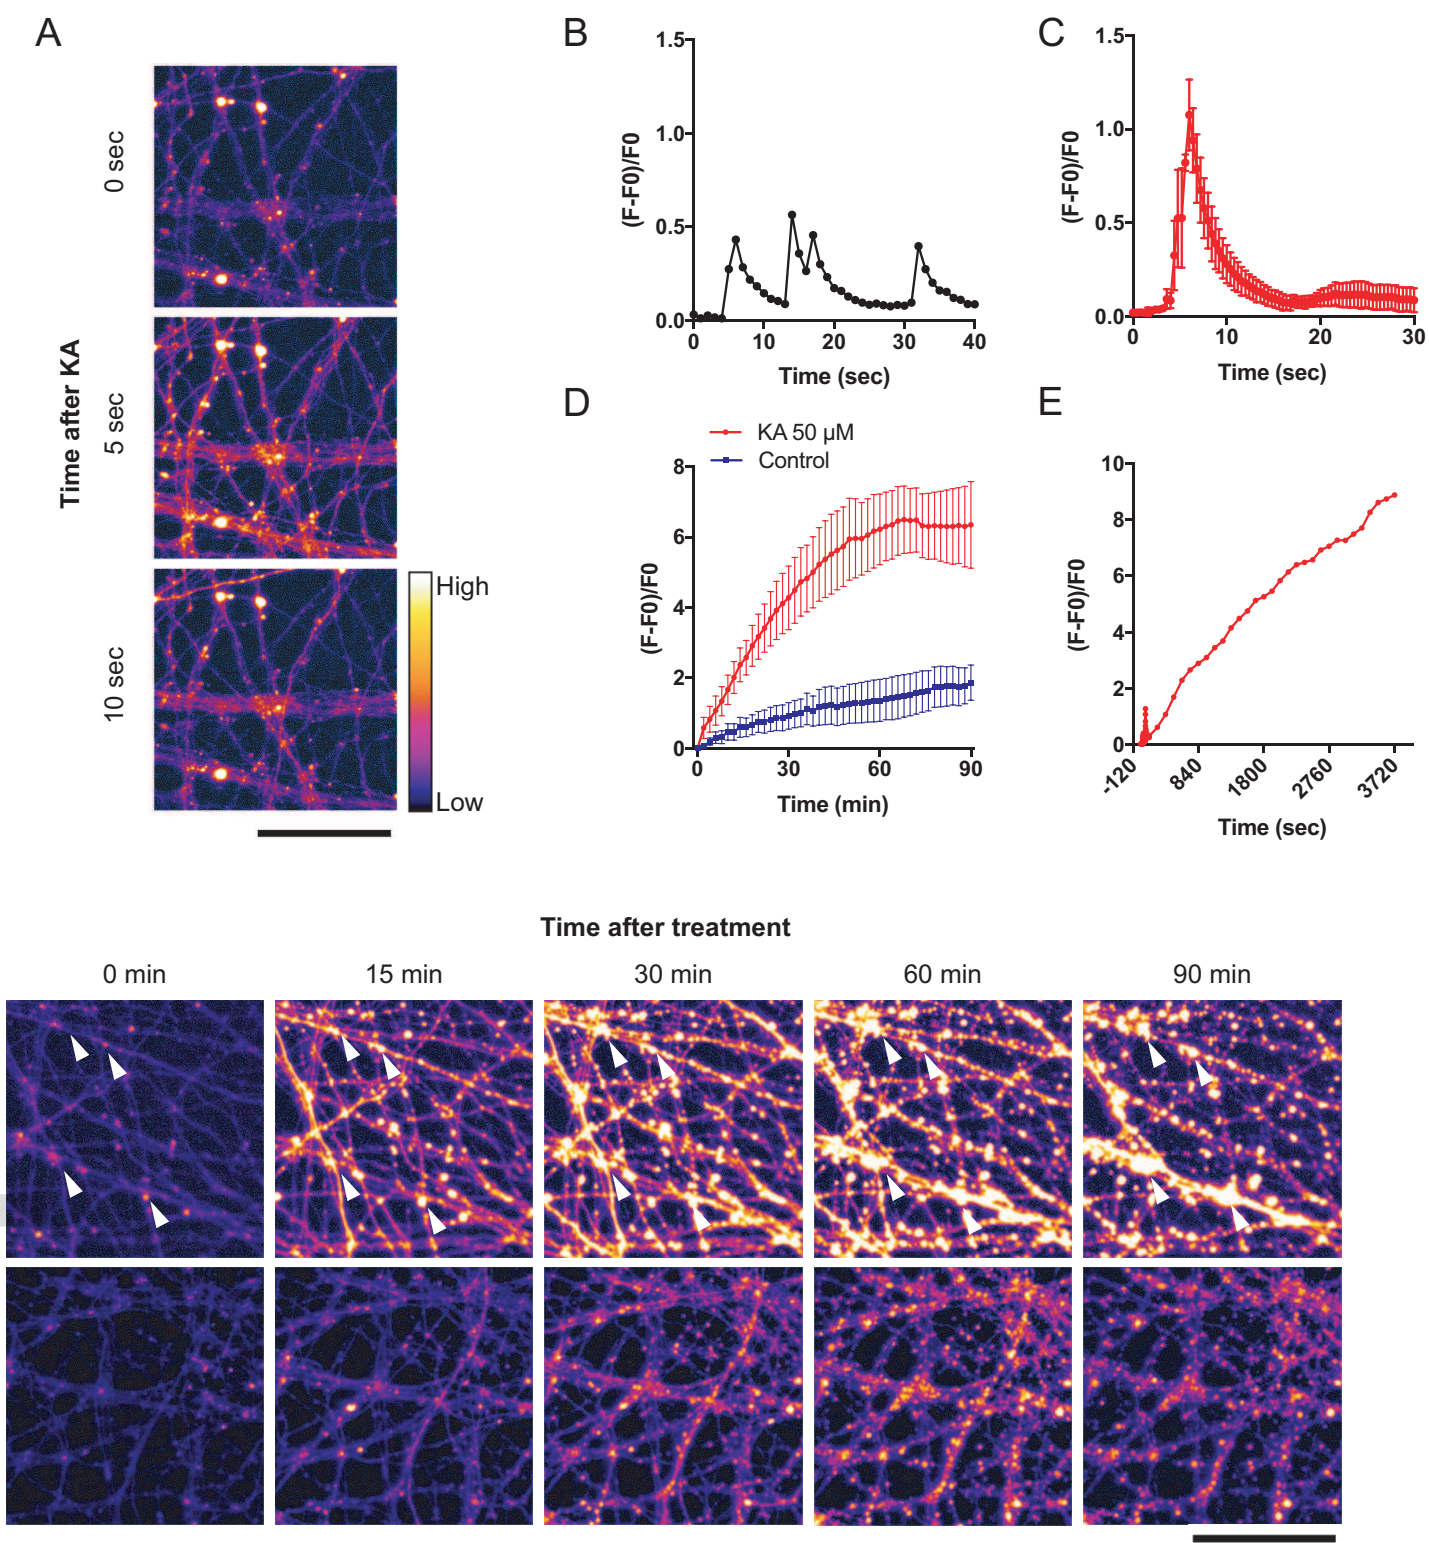 A
Time after KA
0 sec
5 sec
10 sec
High
Low
B
1.5
1.0
0.5
0.0
(F-F0)/F0
0
10
20
30
40
Time (sec)
C
1.5
1.0
0.5
0.0
(F-F0)/F0
0
10
20
30
Time (sec)
D
KA 50 µM
Control
8
6
4
2
0
(F-F0)/F0
0
30
60
90
Time (min)
E
10
8
6
4
2
0
(F-F0)/F0
-120
840
1800
2760
3720
Time (sec)
Time after treatment
0 min
15 min
30 min
60 min
90 min